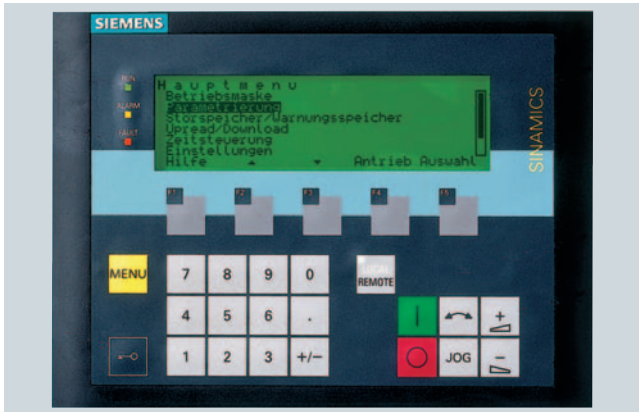 SIEMENS
RUN
ALARM
FAULT
Hauptmenu
Betriebsmaske
Parametrierung
Störspeicher/Warnungsspeicher
Upread/Download
Zeitsteuerung
Einstellungen
Hilfe Antrieb Auswahl
SINAMICS
F1 F2 F3 F4 F5
MENU 7 8 9 0 LOCAL REMOTE
4 5 6 . +
1 2 3 +/- JOG −